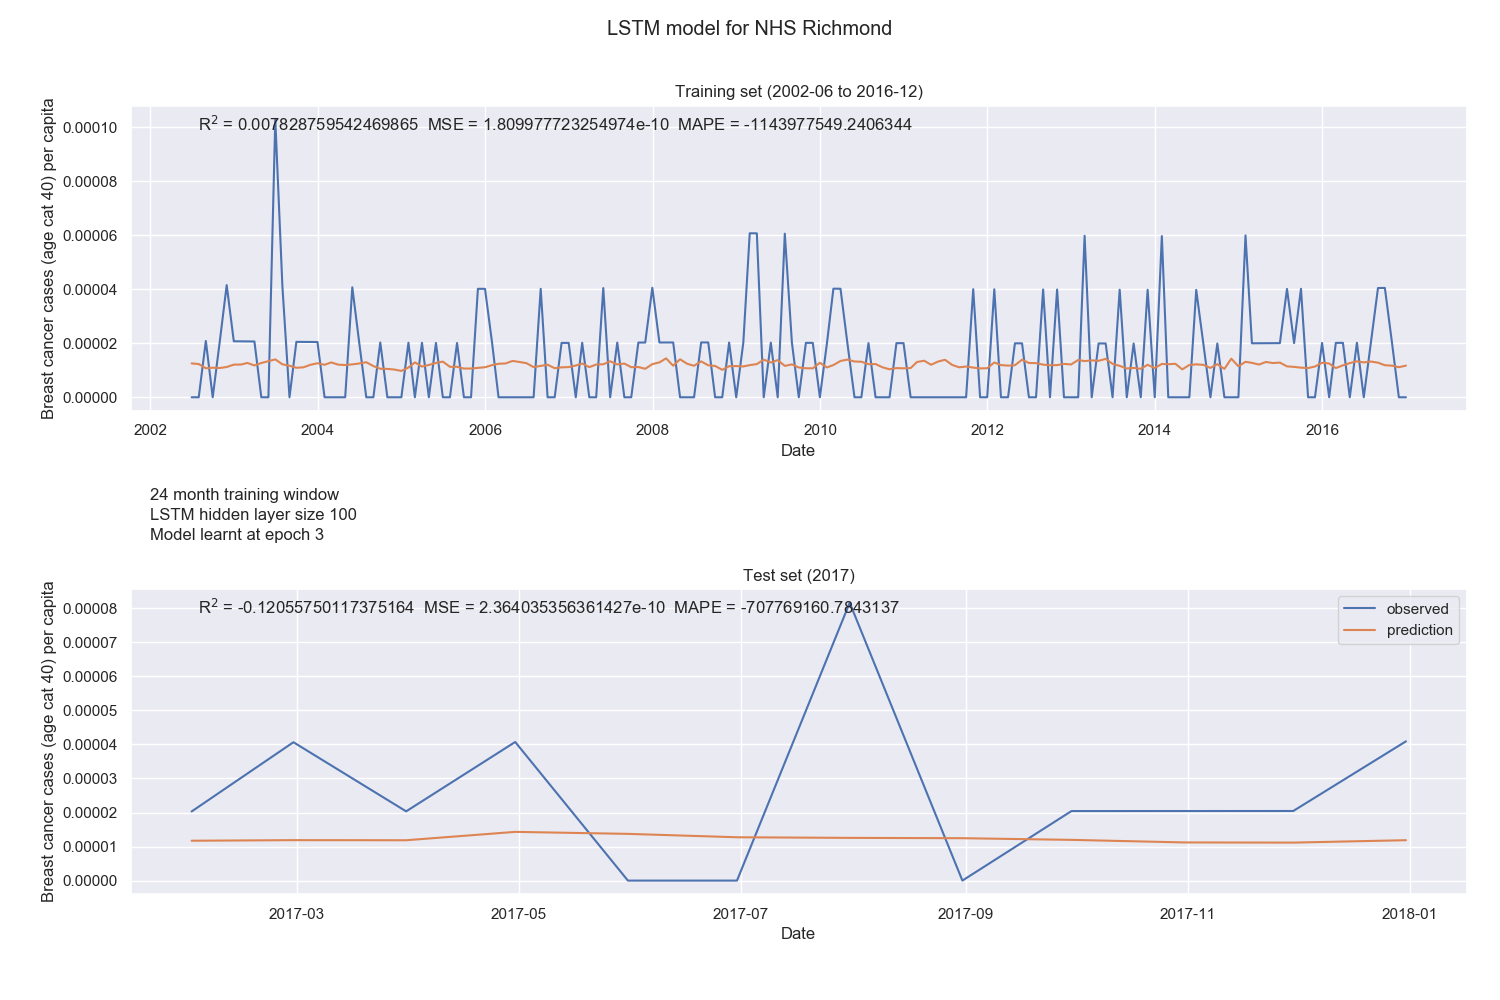 LSTM model for NHS Richmond
Training set (2002-06 to 2016-12)
R² = 0.007828759542469865 MSE = 1.809977723254974e-10 MAPE = -1143977549.2406344
Breast cancer cases (age cat 40) per capita
0.00010
0.00008
0.00006
0.00004
0.00002
0.00000
2002 2004 2006 2008 2010 2012 2014 2016
Date
24 month training window
LSTM hidden layer size 100
Model learnt at epoch 3
Test set (2017)
R² = -0.12055750117375164 MSE = 2.364035356361427e-10 MAPE = -707769160.7843137
observed
prediction
Breast cancer cases (age cat 40) per capita
0.00008
0.00007
0.00006
0.00005
0.00004
0.00003
0.00002
0.00001
0.00000
2017-03 2017-05 2017-07 2017-09 2017-11 2018-01
Date